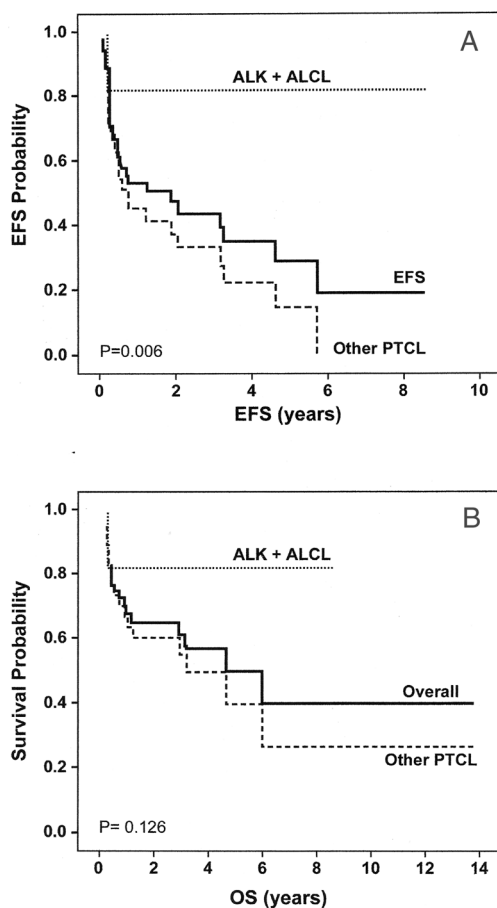 A
1.0
0.8
0.6
0.4
0.2
0.0
EFS Probability
ALK + ALCL
EFS
Other PTCL
P=0.006
0 2 4 6 8 10
EFS (years)
B
1.0
0.8
0.6
0.4
0.2
0.0
Survival Probability
ALK + ALCL
Overall
Other PTCL
P= 0.126
0 2 4 6 8 10 12 14
OS (years)